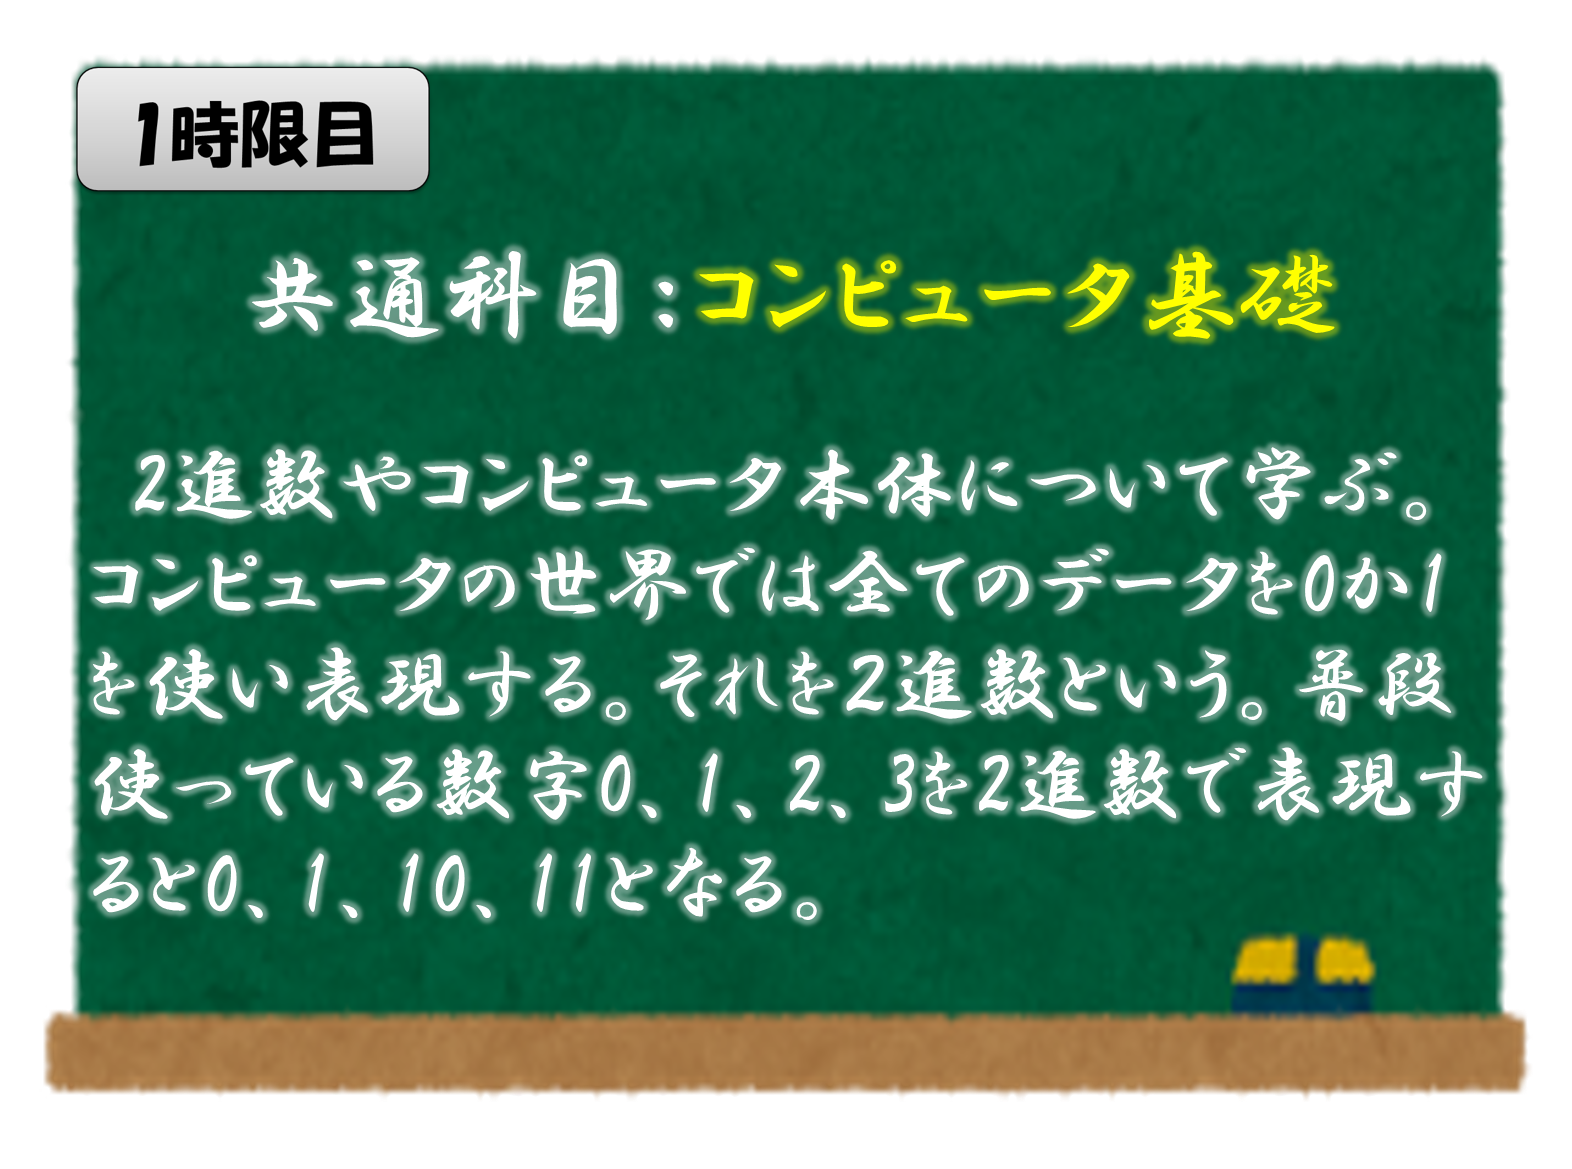 1時限目
共通科目:コンピュータ基礎
2進数やコンピュータ本体について学ぶ。
コンピュータの世界では全てのデータを0か1
を使い表現する。それを2進数という。普段
使っている数字0、1、2、3を2進数で表現す
ると0、1、10、11となる。